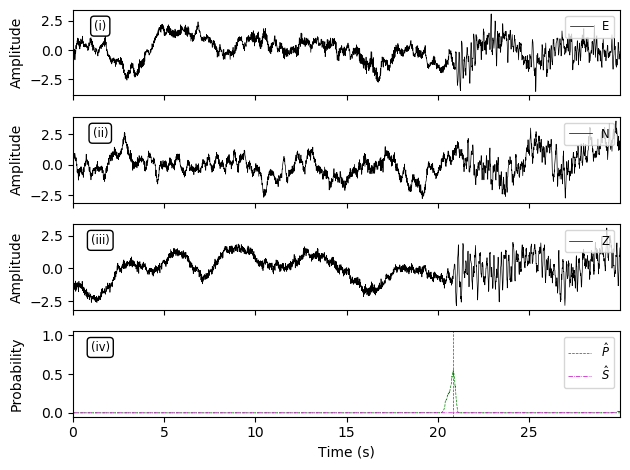 (i)
E
Amplitude
2.5
0.0
−2.5
(ii)
N
Amplitude
2.5
0.0
−2.5
(iii)
Z
Amplitude
2.5
0.0
−2.5
(iv)
P̂
Ŝ
Probability
1.0
0.5
0.0
0 5 10 15 20 25
Time (s)